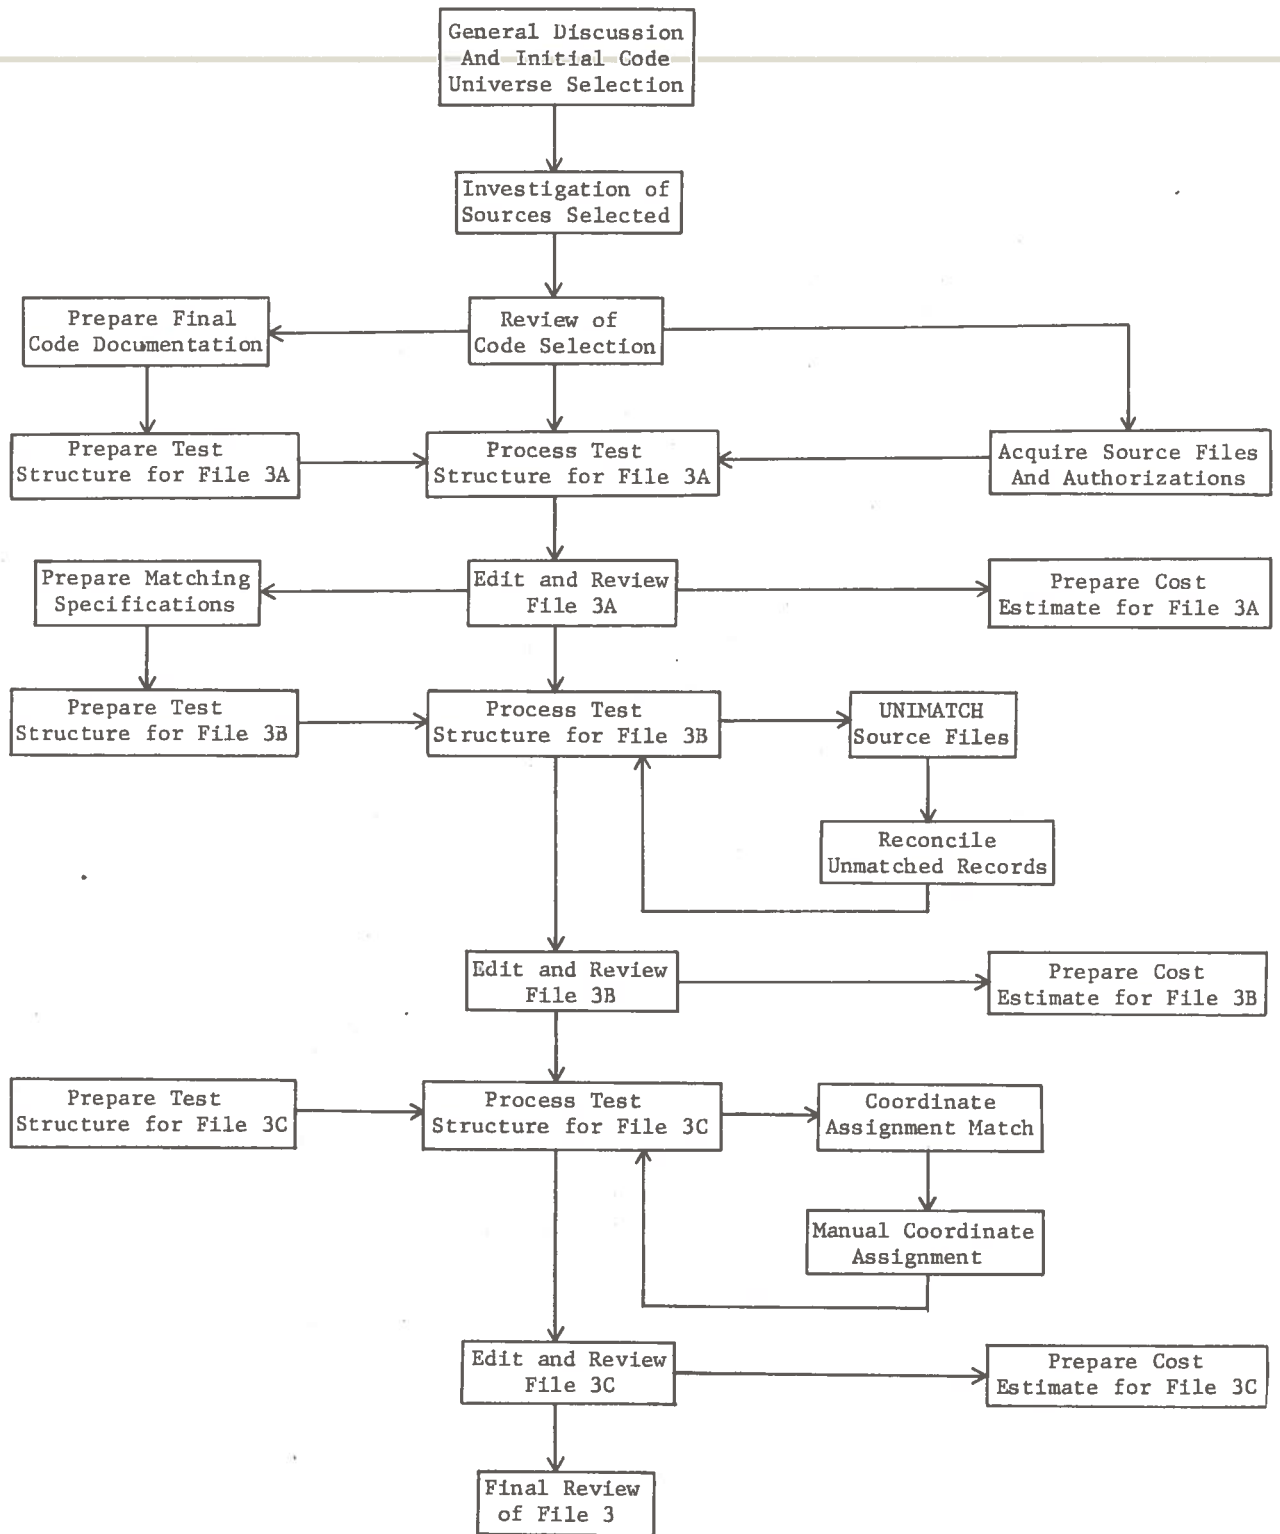 General Discussion
And Initial Code
Universe Selection
Investigation of
Sources Selected
Prepare Final
Code Documentation
Review of
Code Selection
Prepare Test
Structure for File 3A
Process Test
Structure for File 3A
Acquire Source Files
And Authorizations
Prepare Matching
Specifications
Edit and Review
File 3A
Prepare Cost
Estimate for File 3A
Prepare Test
Structure for File 3B
Process Test
Structure for File 3B
UNIMATCH
Source Files
Reconcile
Unmatched Records
Edit and Review
File 3B
Prepare Cost
Estimate for File 3B
Prepare Test
Structure for File 3C
Process Test
Structure for File 3C
Coordinate
Assignment Match
Manual Coordinate
Assignment
Edit and Review
File 3C
Prepare Cost
Estimate for File 3C
Final Review
of File 3